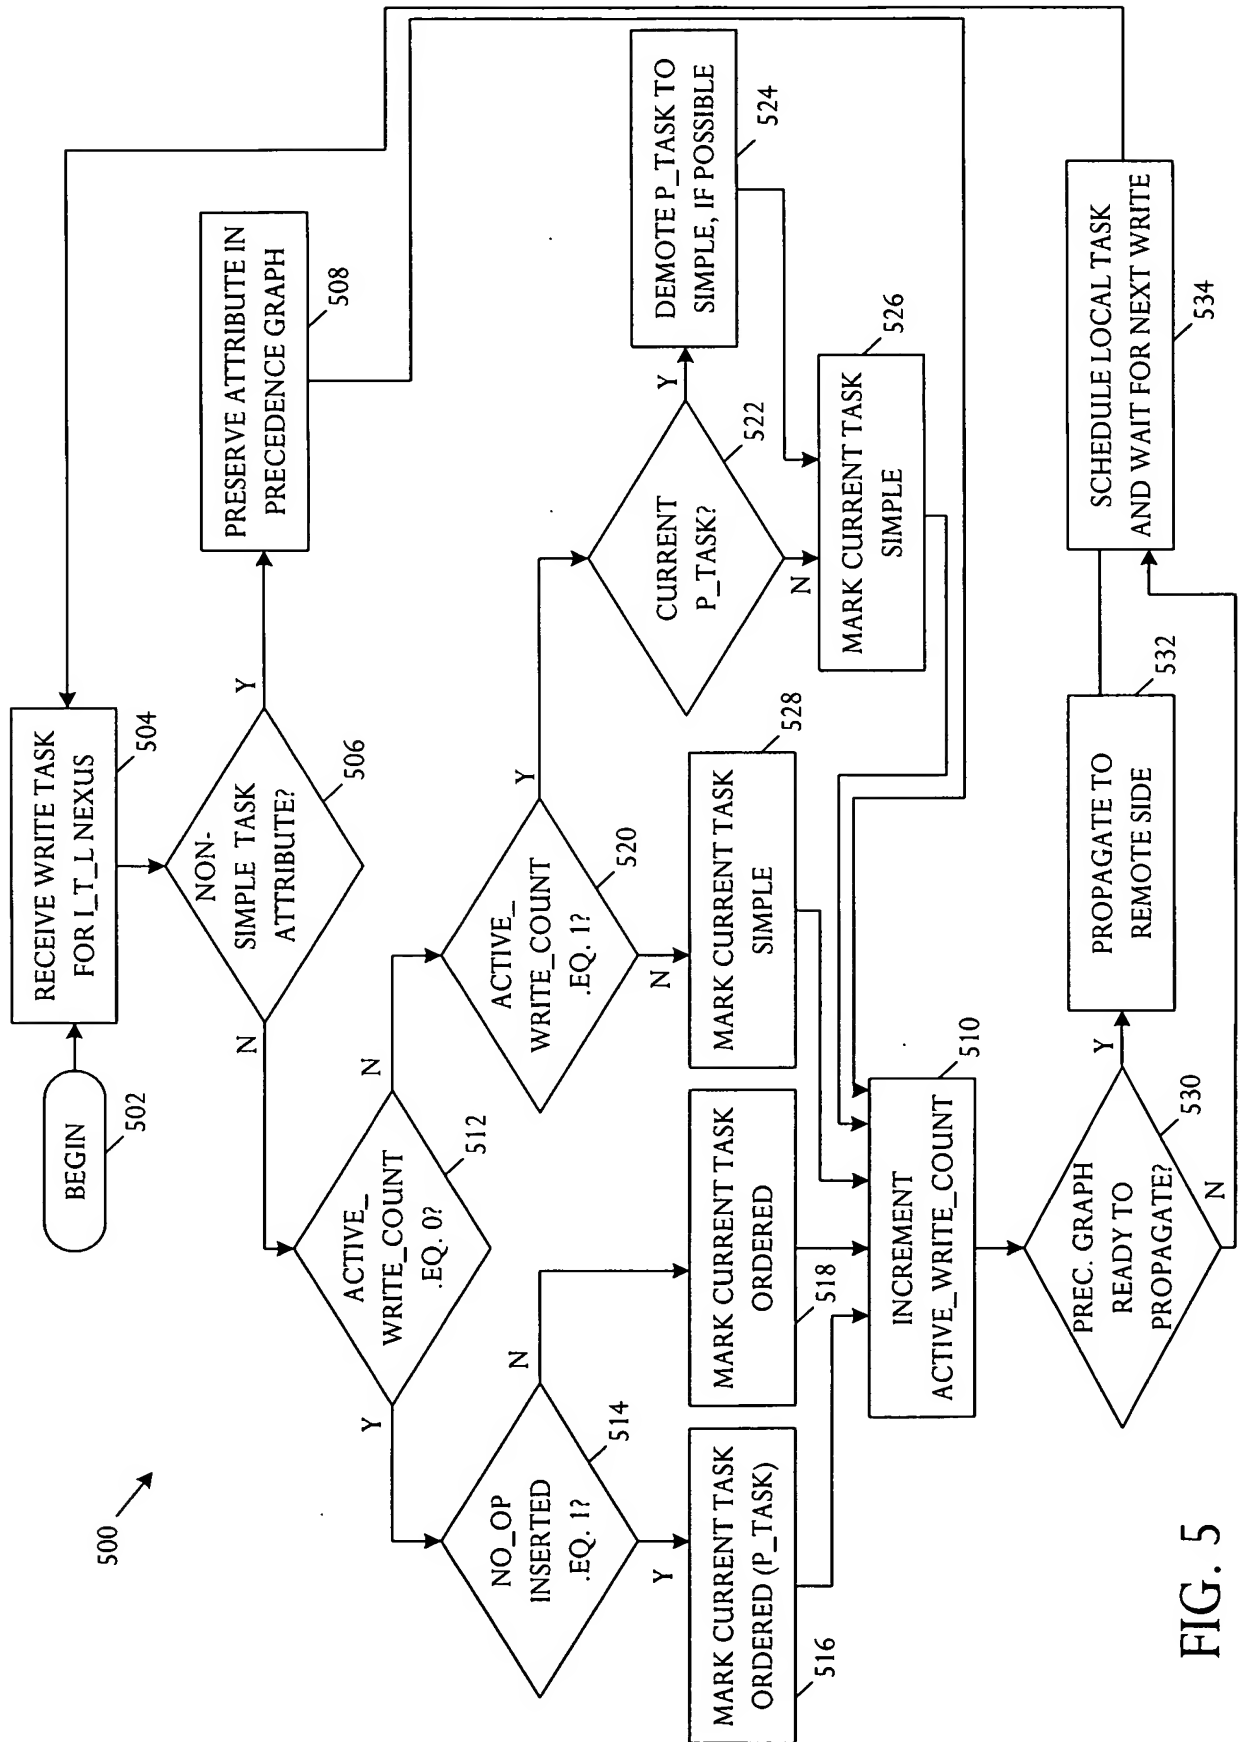 500
BEGIN
502
RECEIVE WRITE TASK
FOR I_T_L NEXUS
504
NON-
SIMPLE TASK
ATTRIBUTE?
506
Y
N
PRESERVE ATTRIBUTE IN
PRECEDENCE GRAPH
508
ACTIVE_
WRITE_COUNT
.EQ. 0?
512
Y
N
NO_OP
INSERTED
.EQ. 1?
514
Y
N
ACTIVE_
WRITE_COUNT
.EQ. 1?
520
Y
N
CURRENT
P_TASK?
522
Y
N
DEMOTE P_TASK TO
SIMPLE, IF POSSIBLE
524
MARK CURRENT TASK
ORDERED (P_TASK)
516
MARK CURRENT TASK
ORDERED
518
MARK CURRENT TASK
SIMPLE
528
MARK CURRENT TASK
SIMPLE
526
INCREMENT
ACTIVE_WRITE_COUNT
510
PREC. GRAPH
READY TO
PROPAGATE?
530
Y
N
PROPAGATE TO
REMOTE SIDE
532
SCHEDULE LOCAL TASK
AND WAIT FOR NEXT WRITE
534
FIG. 5